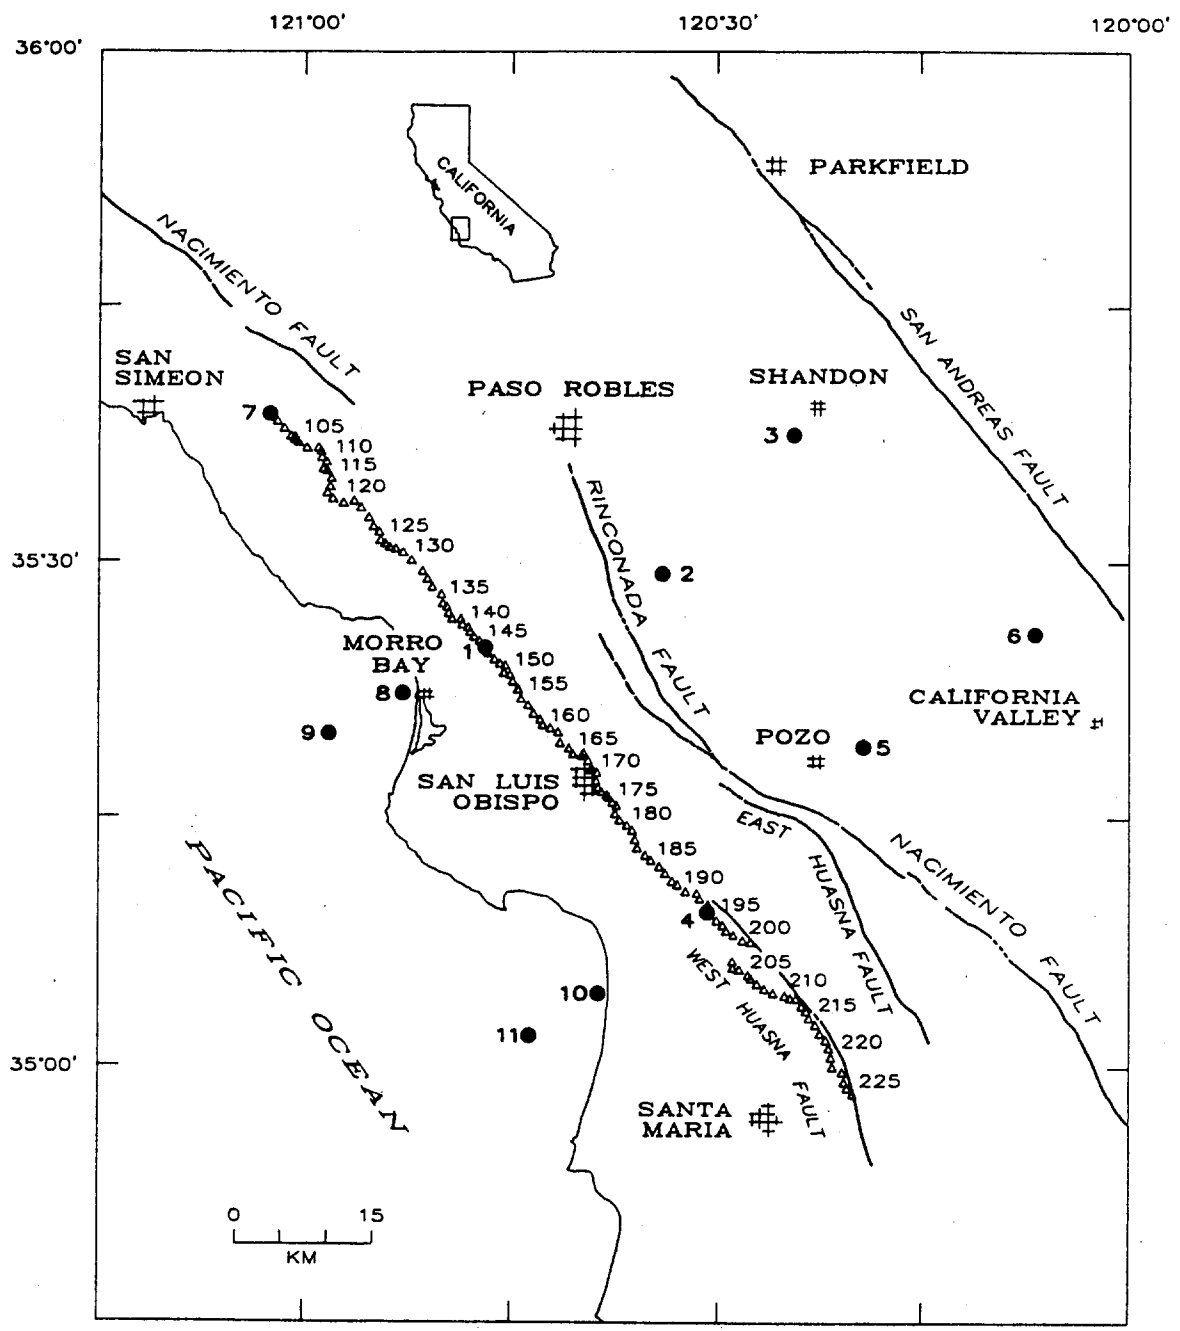 121°00'
120°30'
120°00'
36°00'
CALIFORNIA
PARKFIELD
NACIMIENTO FAULT
SAN ANDREAS FAULT
SAN
SIMEON
PASO ROBLES
SHANDON
7
3
105
110
115
120
125
130
135
140
145
150
155
160
165
170
175
180
185
190
195
200
205
210
215
220
225
RINCONADA FAULT
35°30'
2
6
1
MORRO
BAY
8
9
CALIFORNIA
VALLEY
POZO
5
SAN LUIS
OBISPO
EAST HUASNA FAULT
NACIMIENTO FAULT
PACIFIC OCEAN
4
WEST HUASNA FAULT
10
11
35°00'
SANTA
MARIA
0 15
KM